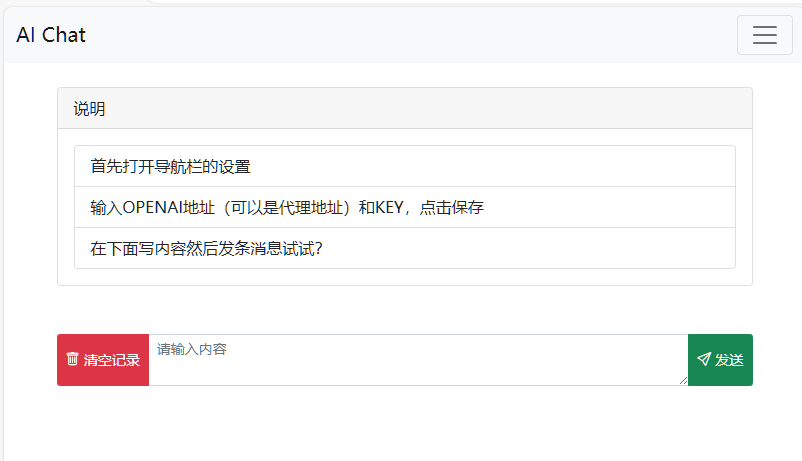 AI Chat
说明
首先打开导航栏的设置
输入OPENAI地址（可以是代理地址）和KEY，点击保存
在下面写内容然后发条消息试试?
清空记录
请输入内容
发送